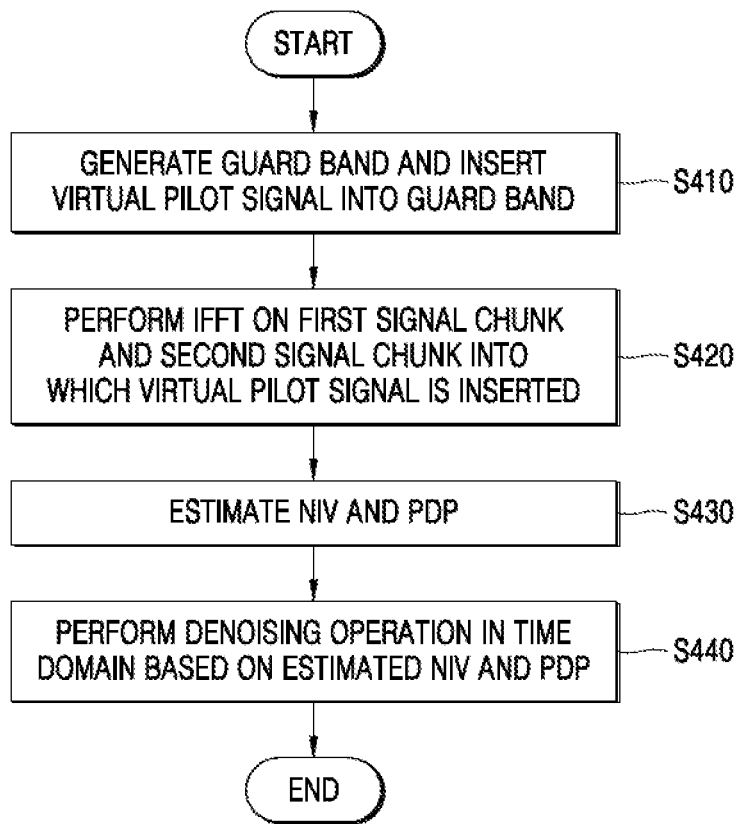 START
GENERATE GUARD BAND AND INSERT
VIRTUAL PILOT SIGNAL INTO GUARD BAND
S410
PERFORM IFFT ON FIRST SIGNAL CHUNK
AND SECOND SIGNAL CHUNK INTO
WHICH VIRTUAL PILOT SIGNAL IS INSERTED
S420
ESTIMATE NIV AND PDP
S430
PERFORM DENOISING OPERATION IN TIME
DOMAIN BASED ON ESTIMATED NIV AND PDP
S440
END